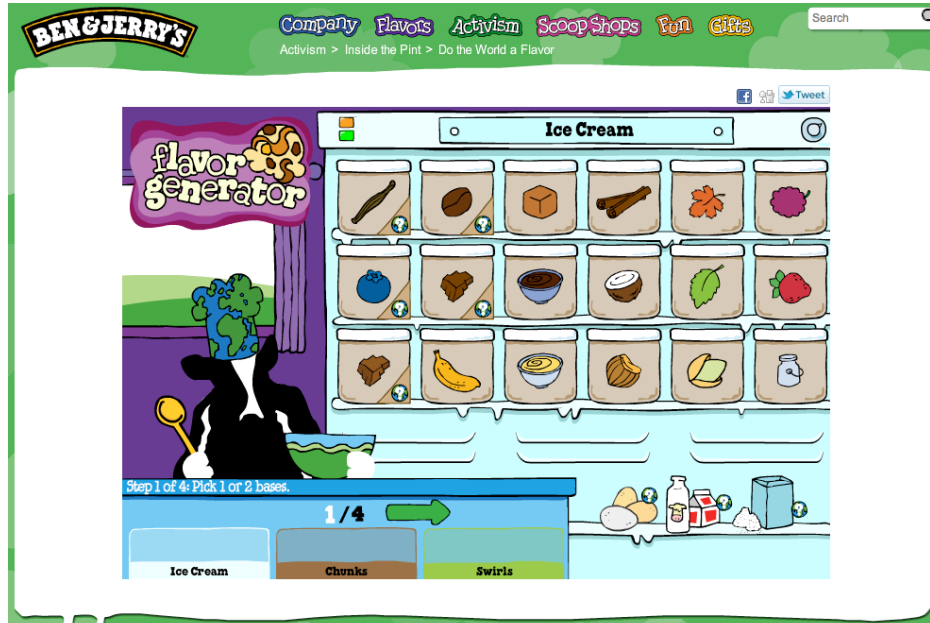 BEN & JERRY'S
Company Flavors Activism Scoop Shops Fun Gifts
Search
Activism > Inside the Pint > Do the World a Flavor
Tweet
flavor
generator
Ice Cream
Step 1 of 4: Pick 1 or 2 bases.
1/4
Ice Cream Chunks Swirls